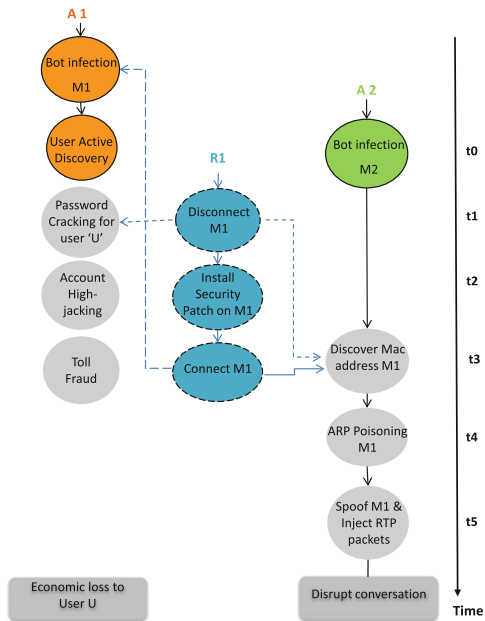 A 1
Bot infection
M1
User Active
Discovery
Password
Cracking for
user ‘U’
Account
High-
jacking
Toll
Fraud
Economic loss to
User U
R1
Disconnect
M1
Install
Security
Patch on M1
Connect M1
A 2
Bot infection
M2
Discover Mac
address M1
ARP Poisoning
M1
Spoof M1 &
Inject RTP
packets
Disrupt conversation
t0
t1
t2
t3
t4
t5
Time